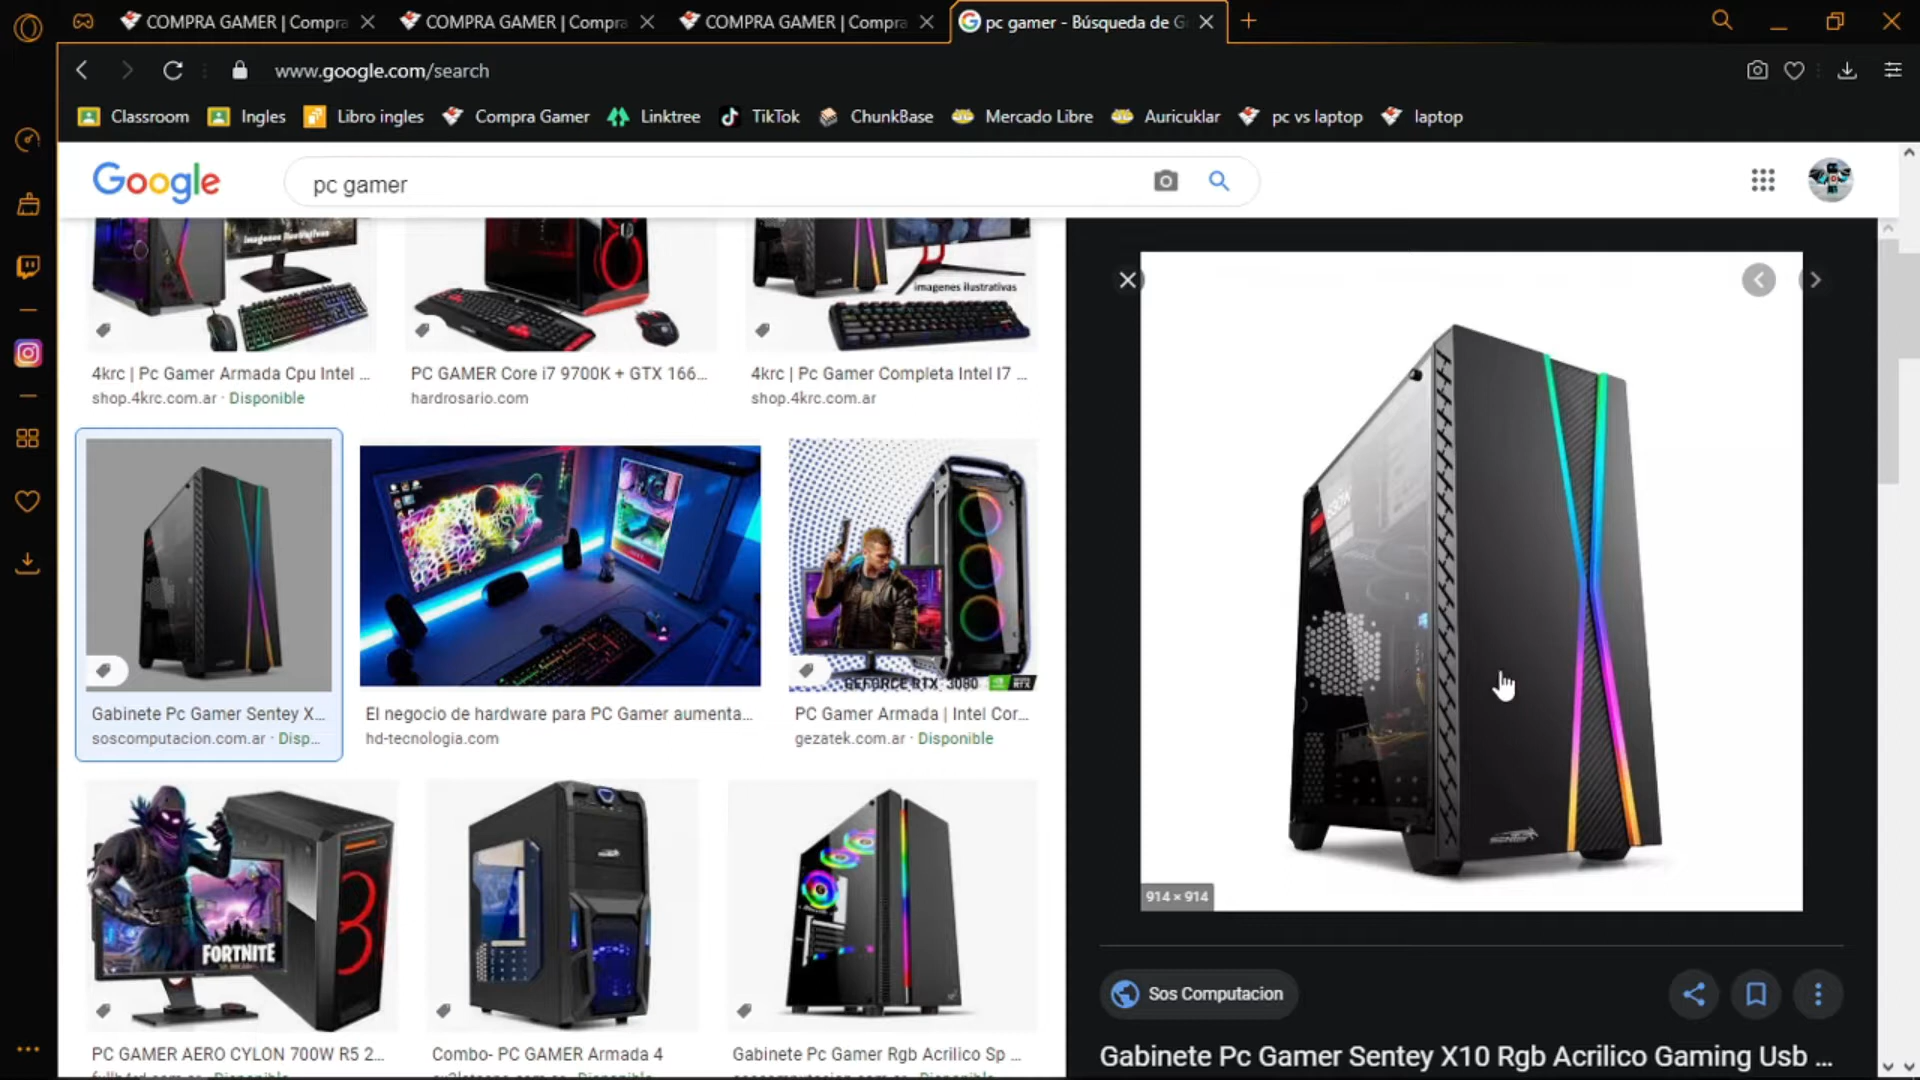 COMPRA GAMER | Compra
COMPRA GAMER | Compra
COMPRA GAMER | Compra
pc gamer - Búsqueda de G
www.google.com/search
Classroom
Ingles
Libro ingles
Compra Gamer
Linktree
TikTok
ChunkBase
Mercado Libre
Auricuklar
pc vs laptop
laptop
Google
pc gamer
imagenes ilustrativas
imagenes ilustrativas
4krc | Pc Gamer Armada Cpu Intel ...
shop.4krc.com.ar · Disponible
PC GAMER Core i7 9700K + GTX 166...
hardrosario.com
4krc | Pc Gamer Completa Intel I7 ...
shop.4krc.com.ar
GEFORCE RTX 3080
Gabinete Pc Gamer Sentey X...
soscomputacion.com.ar · Disp...
El negocio de hardware para PC Gamer aumenta...
hd-tecnologia.com
PC Gamer Armada | Intel Cor...
gezatek.com.ar · Disponible
FORTNITE
PC GAMER AERO CYLON 700W R5 2...
Combo- PC GAMER Armada 4
Gabinete Pc Gamer Rgb Acrilico Sp ...
914 × 914
Sos Computacion
Gabinete Pc Gamer Sentey X10 Rgb Acrilico Gaming Usb ...